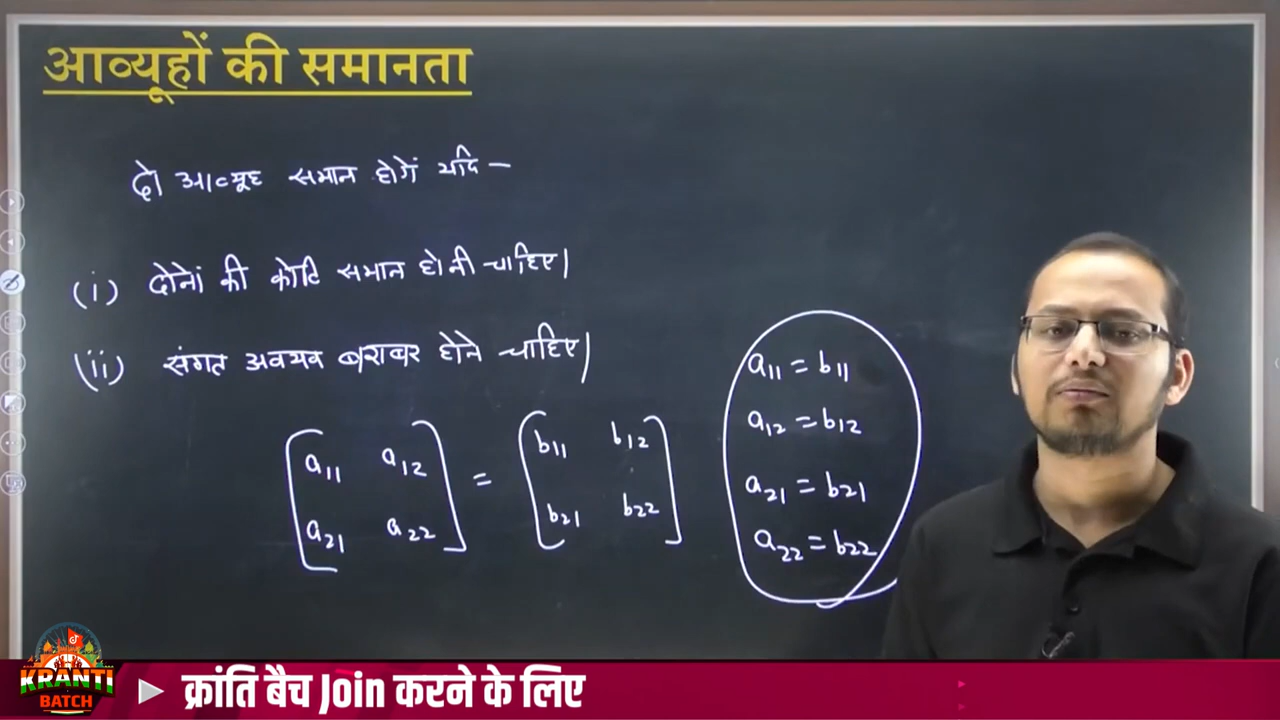 आव्यूहों की समानता
दो आव्यूह समान होगें यदि –
(i) दोनों की कोटि समान होनी चाहिए।
(ii) संगत अवयव बराबर होने चाहिए।
[a11 a12] = [b11 b12]
[a21 a22] [b21 b22]
a11 = b11
a12 = b12
a21 = b21
a22 = b22
KRANTI
BATCH
क्रांति बैच Join करने के लिए